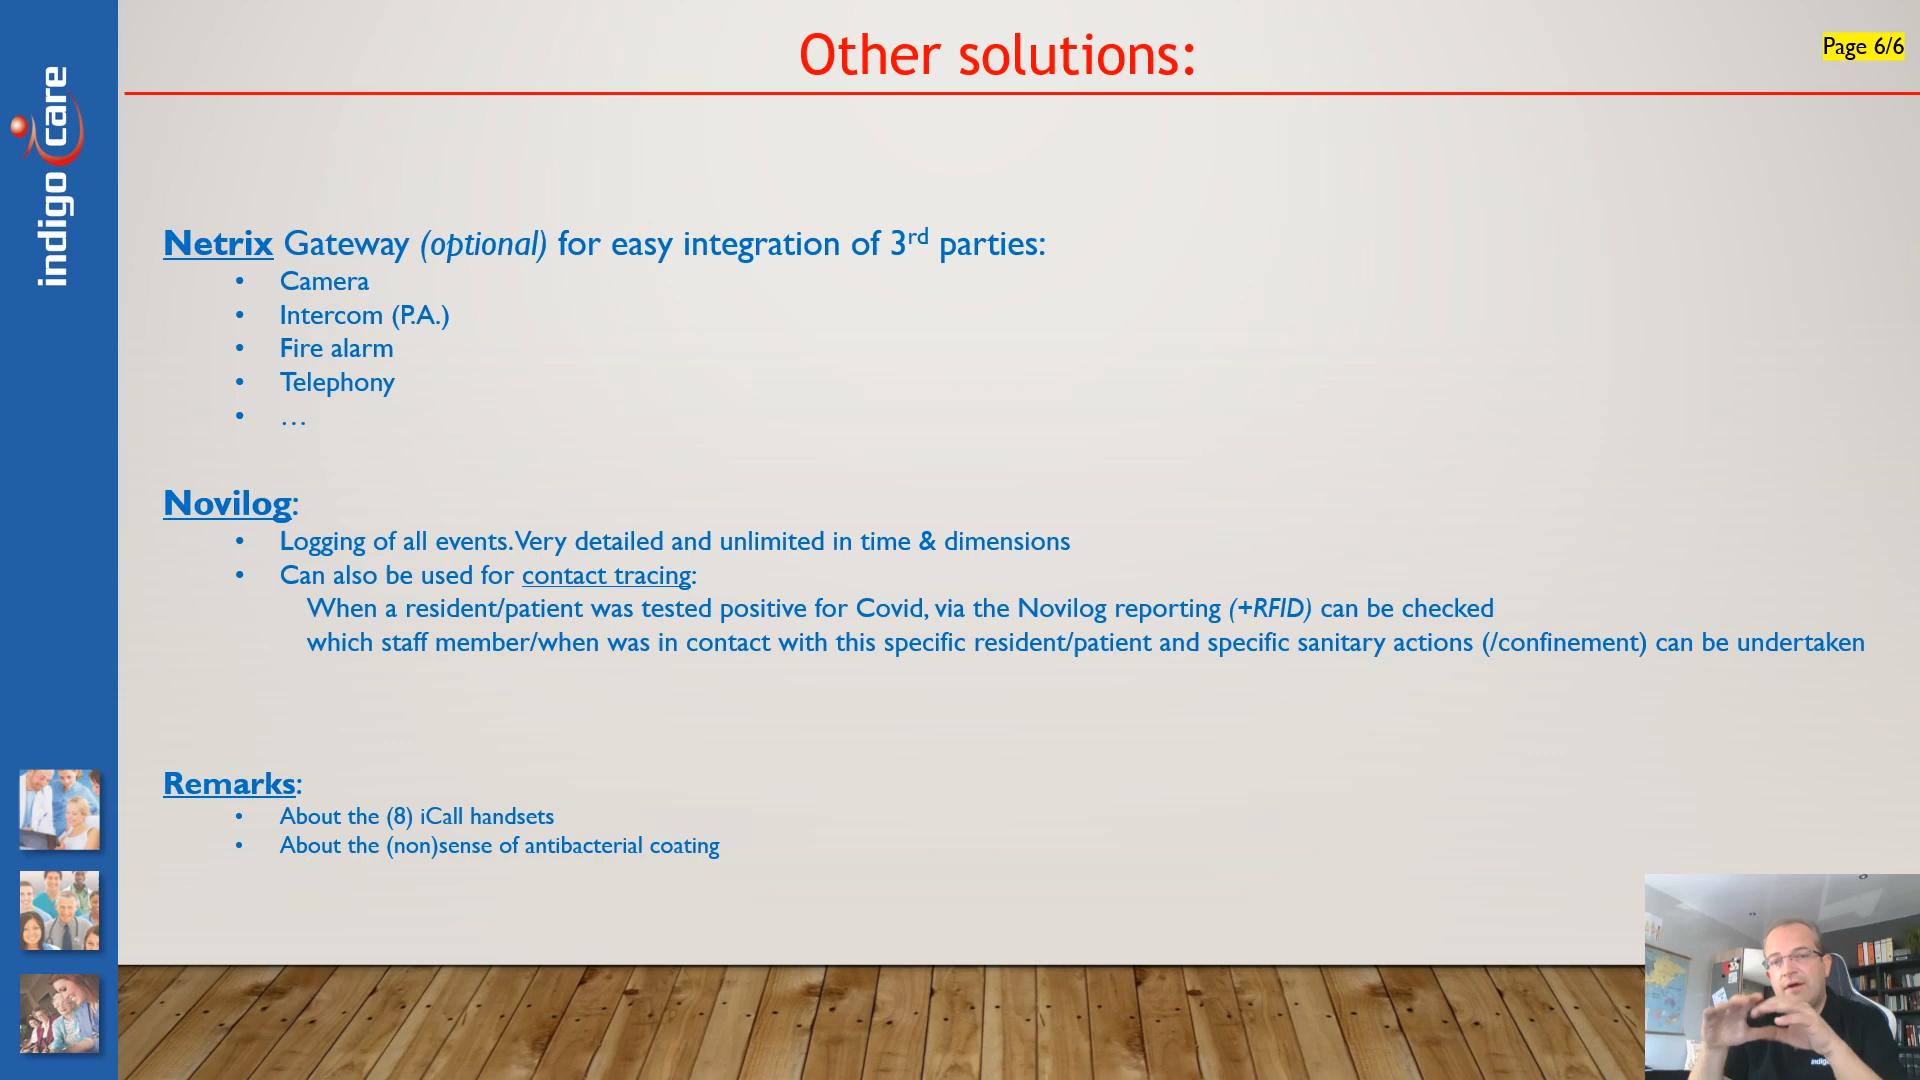 indigo care
Other solutions:
Page 6/6
Netrix Gateway (optional) for easy integration of 3rd parties:
• Camera
• Intercom (P.A.)
• Fire alarm
• Telephony
• …
Novilog:
• Logging of all events. Very detailed and unlimited in time & dimensions
• Can also be used for contact tracing:
When a resident/patient was tested positive for Covid, via the Novilog reporting (+RFID) can be checked
which staff member/when was in contact with this specific resident/patient and specific sanitary actions (/confinement) can be undertaken
Remarks:
• About the (8) iCall handsets
• About the (non)sense of antibacterial coating